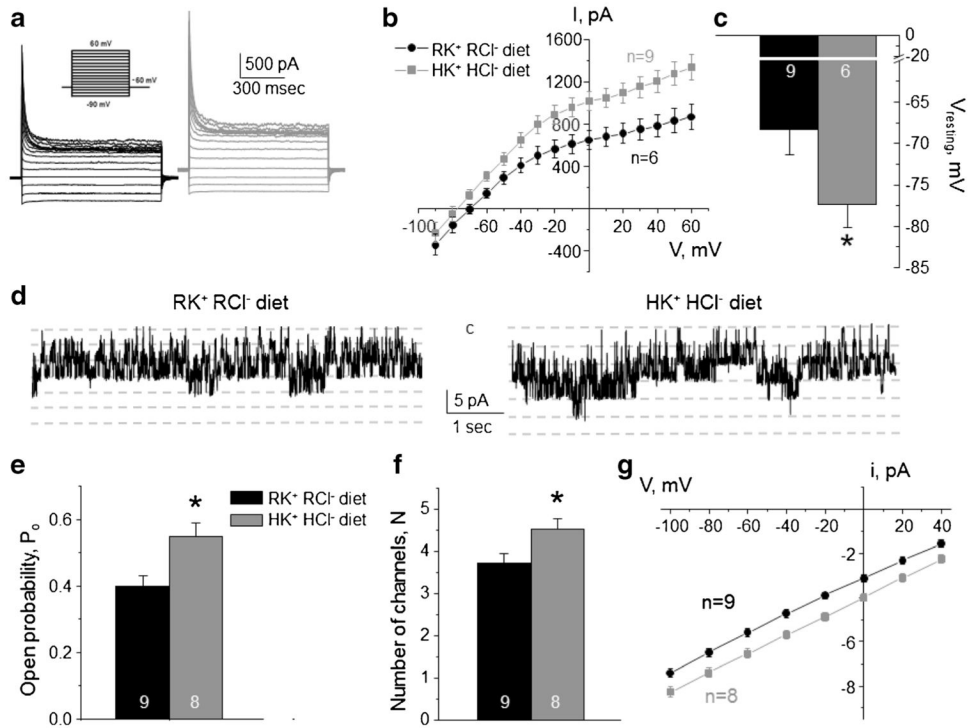 a
60 mV
-60 mV
-90 mV
500 pA
300 msec
b
I, pA
RK⁺ RCl⁻ diet
HK⁺ HCl⁻ diet
1600
1200
800
400
-400
n=9
n=6
-100 -80 -60 -40 -20 20 40 60
V, mV
c
0
-20
-65
-70
-75
-80
-85
9
6
*
V resting, mV
d
RK⁺ RCl⁻ diet
HK⁺ HCl⁻ diet
c
5 pA
1 sec
e
RK⁺ RCl⁻ diet
HK⁺ HCl⁻ diet
*
Open probability, Pₒ
0.6
0.4
0.2
0.0
9
8
f
*
Number of channels, N
5
4
3
2
1
0
9
8
g
V, mV
i, pA
-100 -80 -60 -40 -20 20 40
-2
-4
-6
-8
n=9
n=8